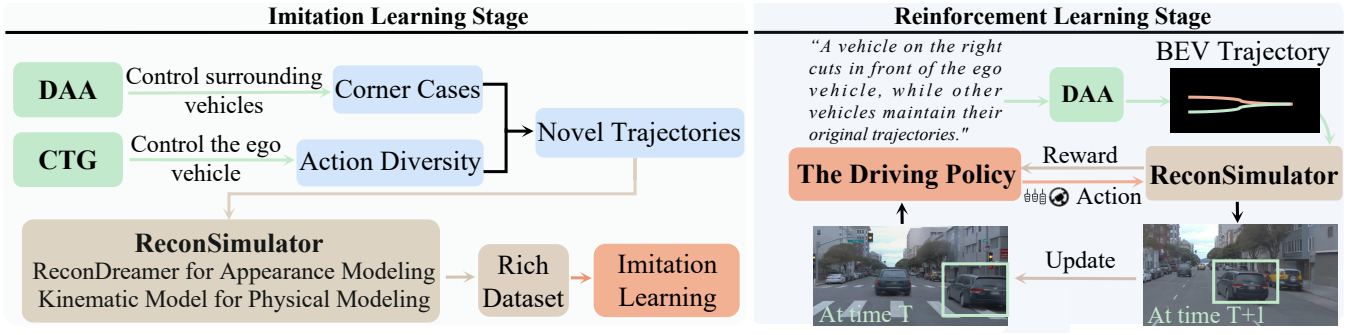 Imitation Learning Stage
DAA
Control surrounding
vehicles
Corner Cases
CTG
Control the ego
vehicle
Action Diversity
Novel Trajectories
ReconSimulator
ReconDreamer for Appearance Modeling
Kinematic Model for Physical Modeling
Rich
Dataset
Imitation
Learning
Reinforcement Learning Stage
"A vehicle on the right
cuts in front of the ego
vehicle, while other
vehicles maintain their
original trajectories."
DAA
BEV Trajectory
The Driving Policy
Reward
Action
ReconSimulator
At time T
Update
At time T+1